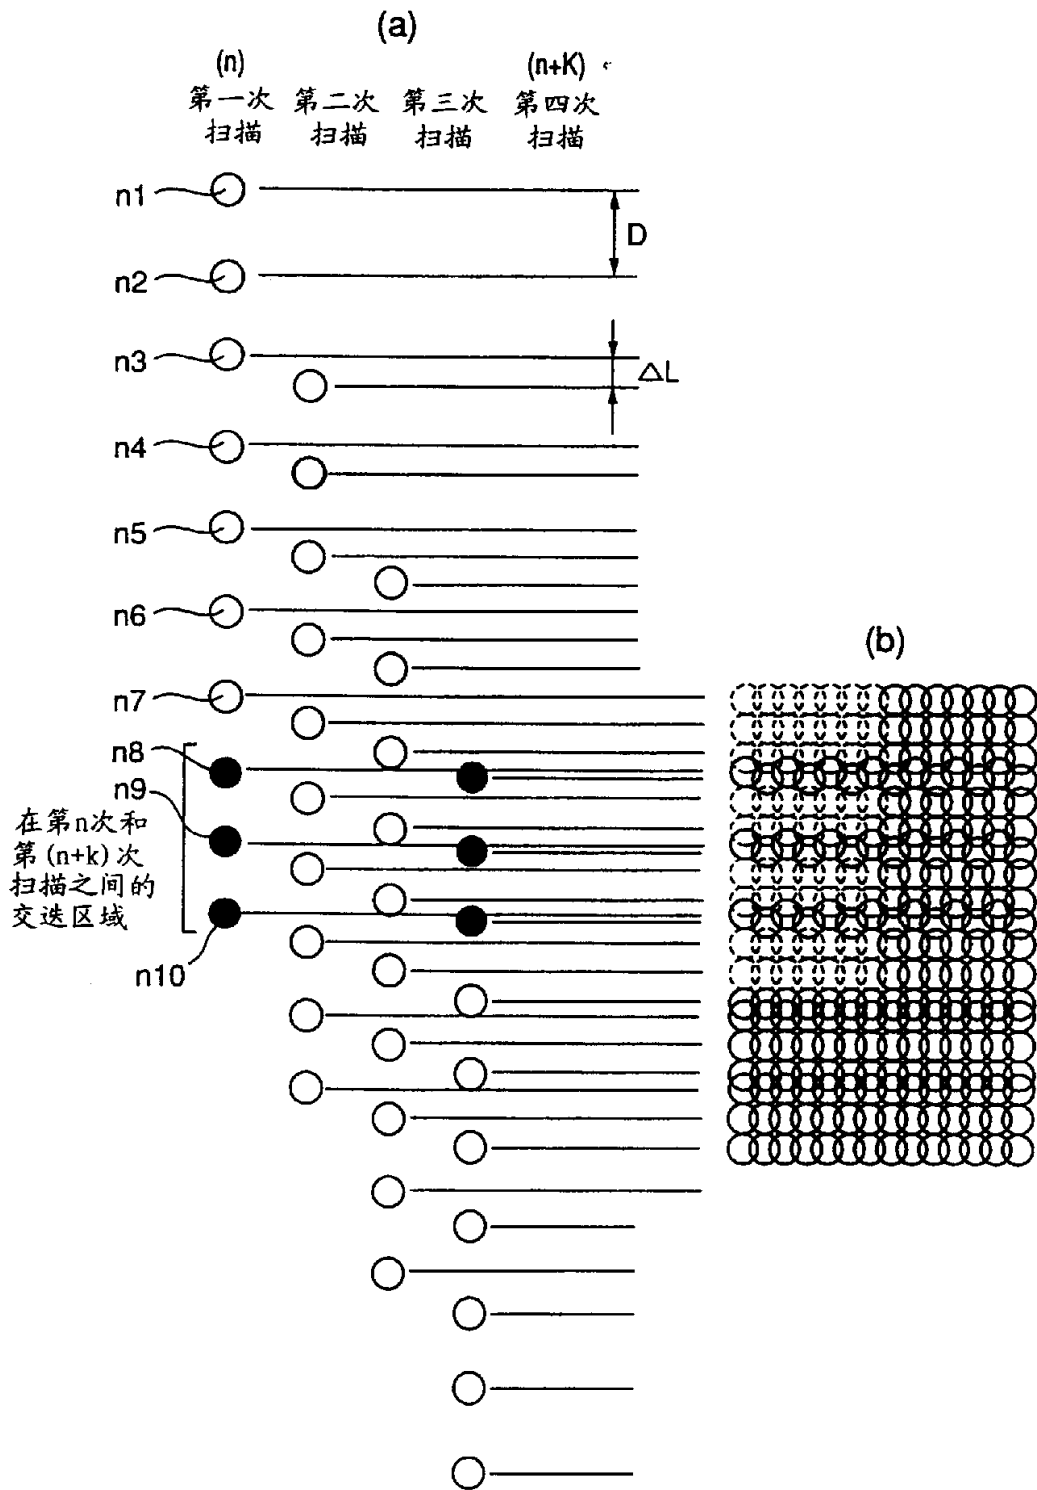 (a)
(n)
(n+K)
第一次 第二次 第三次 第四次
扫描 扫描 扫描 扫描
n1
D
n2
n3
ΔL
n4
n5
n6
(b)
n7
n8
n9
在第n次和
第(n+k)次
扫描之间的
交迭区域
n10